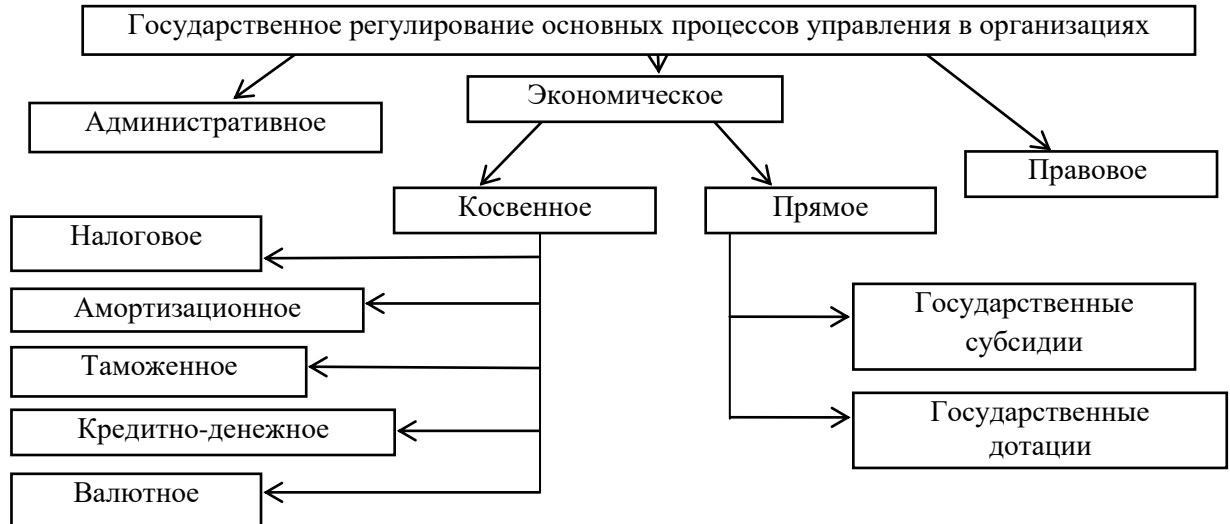 Государственное регулирование основных процессов управления в организациях
Экономическое
Административное
Правовое
Косвенное
Прямое
Налоговое
Амортизационное
Таможенное
Кредитно-денежное
Валютное
Государственные
субсидии
Государственные
дотации